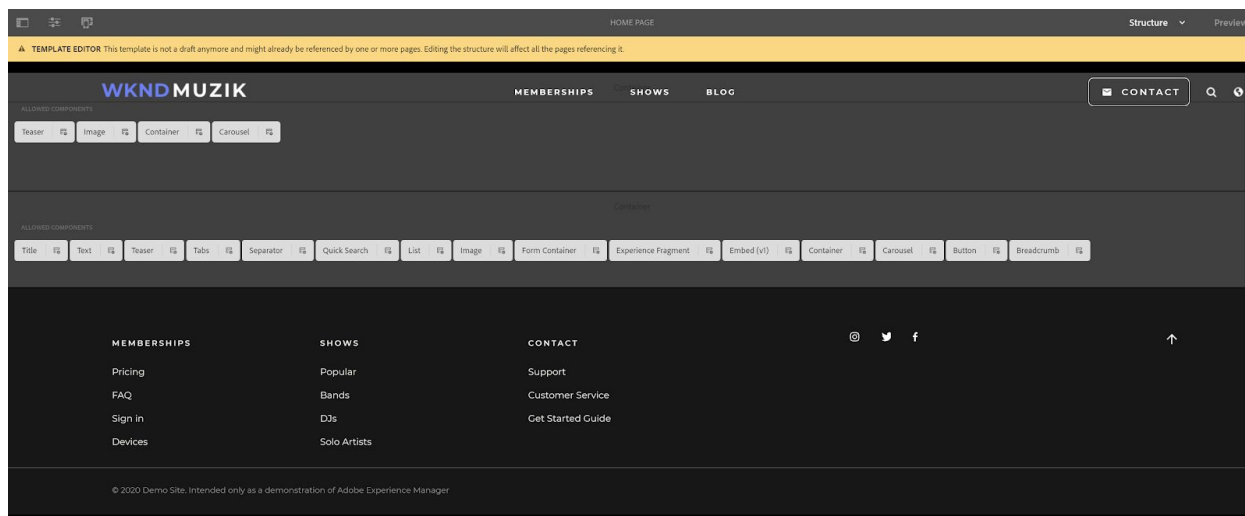 HOME PAGE Structure Preview
TEMPLATE EDITOR This template is not a draft anymore and might already be referenced by one or more pages. Editing the structure will affect all the pages referencing it.
WKNDMUZIK MEMBERSHIPS SHOWS BLOG CONTACT
ALLOWED COMPONENTS
Teaser Image Container Carousel
Container
ALLOWED COMPONENTS
Title Text Teaser Tabs Separator Quick Search List Image Form Container Experience Fragment Embed (v1) Container Carousel Button Breadcrumb
MEMBERSHIPS SHOWS CONTACT
Pricing Popular Support
FAQ Bands Customer Service
Sign in DJs Get Started Guide
Devices Solo Artists
© 2020 Demo Site. Intended only as a demonstration of Adobe Experience Manager